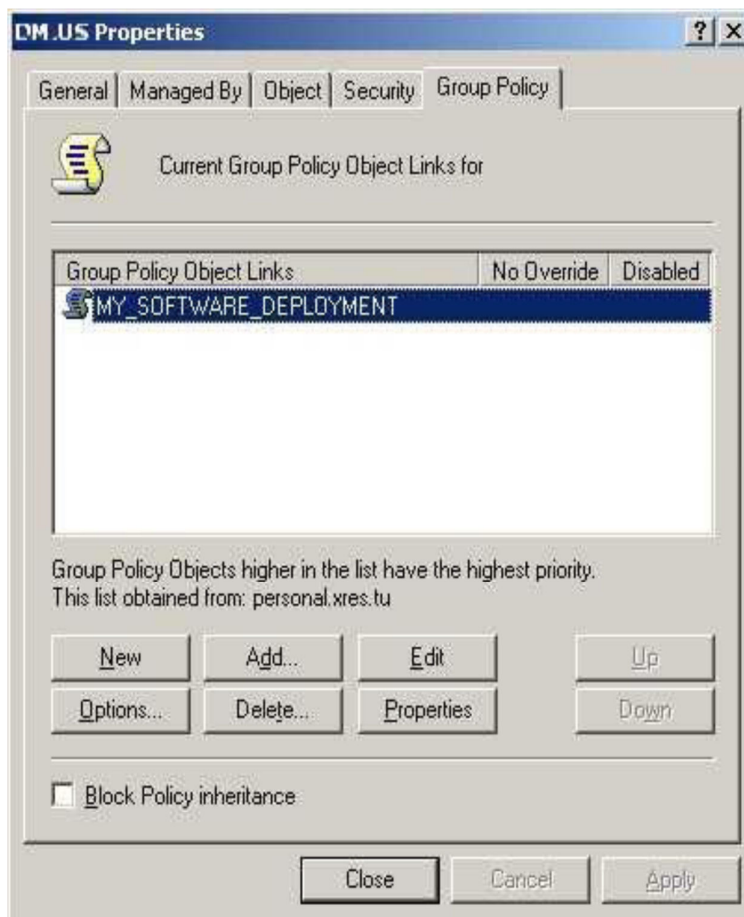 DM.US Properties
General Managed By Object Security Group Policy
Current Group Policy Object Links for
Group Policy Object Links No Override Disabled
MY_SOFTWARE_DEPLOYMENT
Group Policy Objects higher in the list have the highest priority.
This list obtained from: personal.xres.tu
New Add... Edit Up
Options... Delete... Properties Down
Block Policy inheritance
Close Cancel Apply